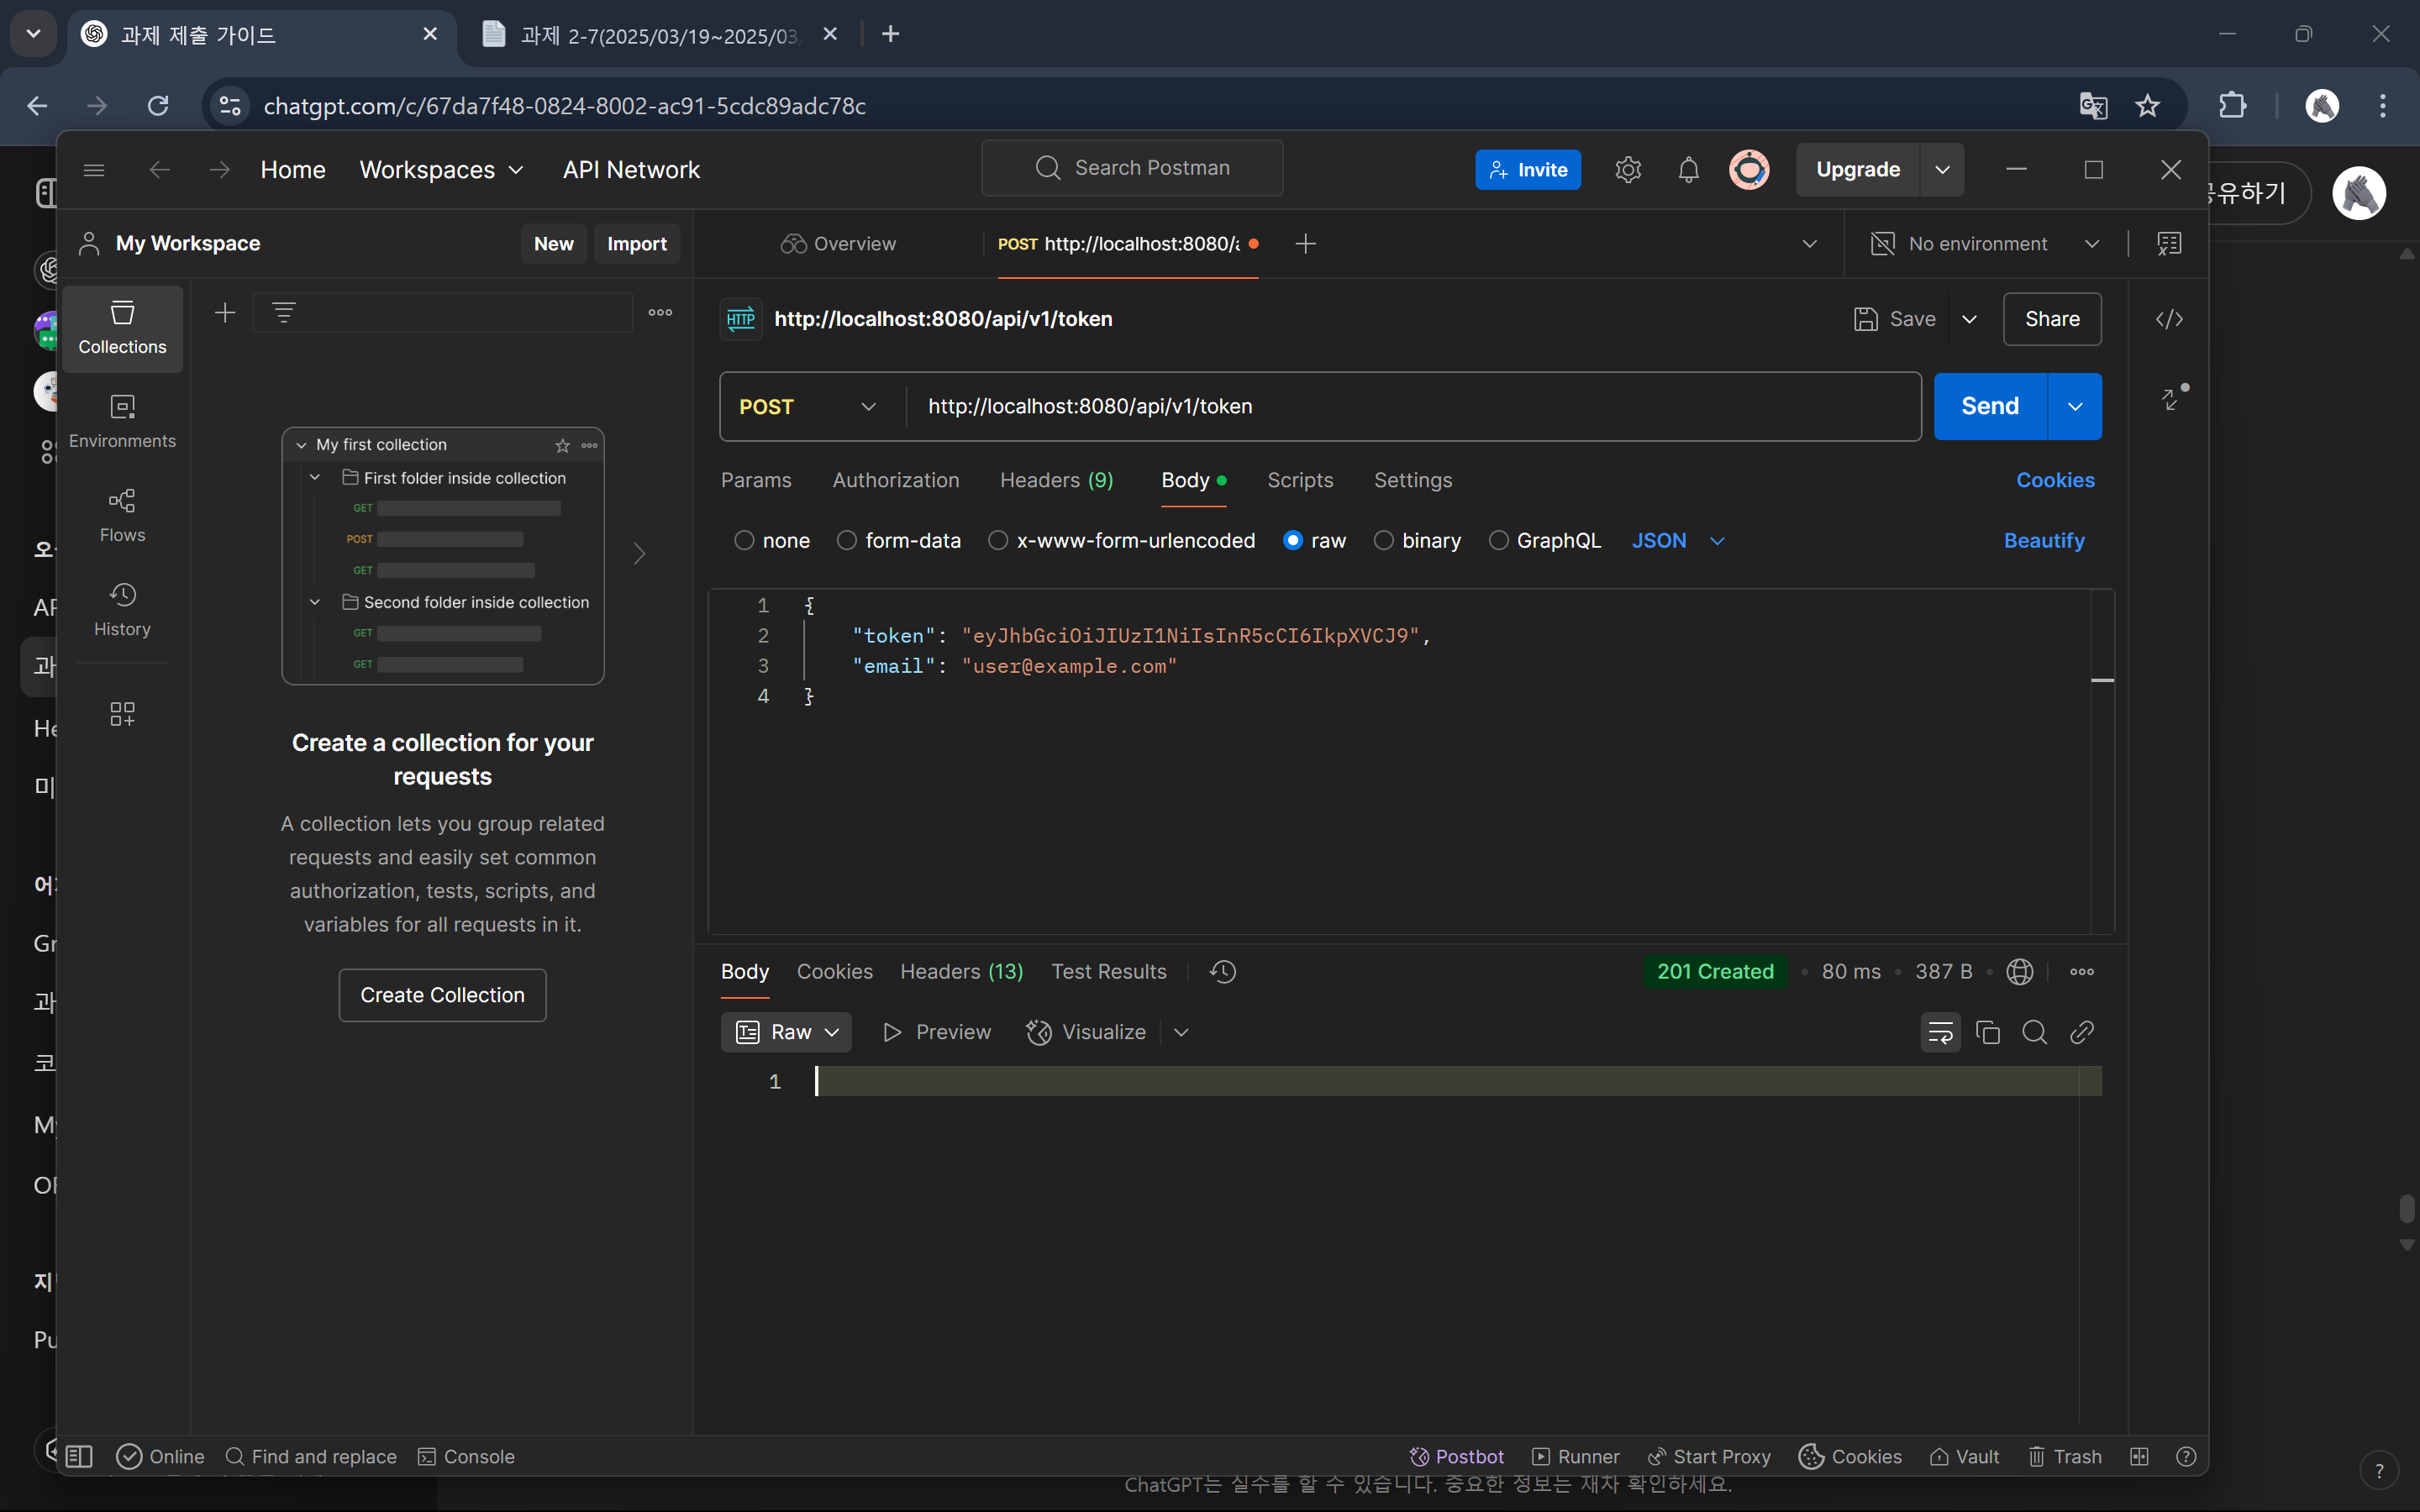 과제 제출 가이드
과제 2-7(2025/03/19~2025/03/
chatgpt.com/c/67da7f48-0824-8002-ac91-5cdc89adc78c
Home Workspaces API Network
Search Postman
Invite
Upgrade
유하기
My Workspace
New Import
Overview
POST http://localhost:8080/
No environment
Collections
Environments
Flows
History
My first collection
First folder inside collection
GET
POST
GET
Second folder inside collection
GET
GET
Create a collection for your
requests
A collection lets you group related
requests and easily set common
authorization, tests, scripts, and
variables for all requests in it.
Create Collection
HTTP http://localhost:8080/api/v1/token
Save Share
POST http://localhost:8080/api/v1/token
Send
Params Authorization Headers (9) Body Scripts Settings Cookies
none form-data x-www-form-urlencoded raw binary GraphQL JSON Beautify
1 {
2 "token": "eyJhbGciOiJIUzI1NiIsInR5cCI6IkpXVCJ9",
3 "email": "user@example.com"
4 }
Body Cookies Headers (13) Test Results
201 Created • 80 ms • 387 B
Raw Preview Visualize
1
Online Find and replace Console
Postbot Runner Start Proxy Cookies Vault Trash
ChatGPT는 실수를 할 수 있습니다. 중요한 정보는 재차 확인하세요.